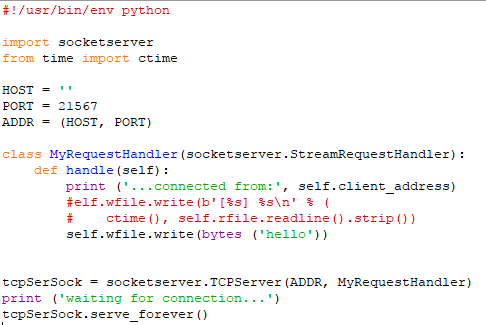 #!/usr/bin/env python
import socketserver
from time import ctime
HOST = ''
PORT = 21567
ADDR = (HOST, PORT)
class MyRequestHandler(socketserver.StreamRequestHandler):
    def handle(self):
        print ('...connected from:', self.client_address)
        #elf.wfile.write(b'[%s] %s\n' % (
        #    ctime(), self.rfile.readline().strip())
        self.wfile.write(bytes ('hello'))
tcpSerSock = socketserver.TCPServer(ADDR, MyRequestHandler)
print ('waiting for connection...')
tcpSerSock.serve_forever()